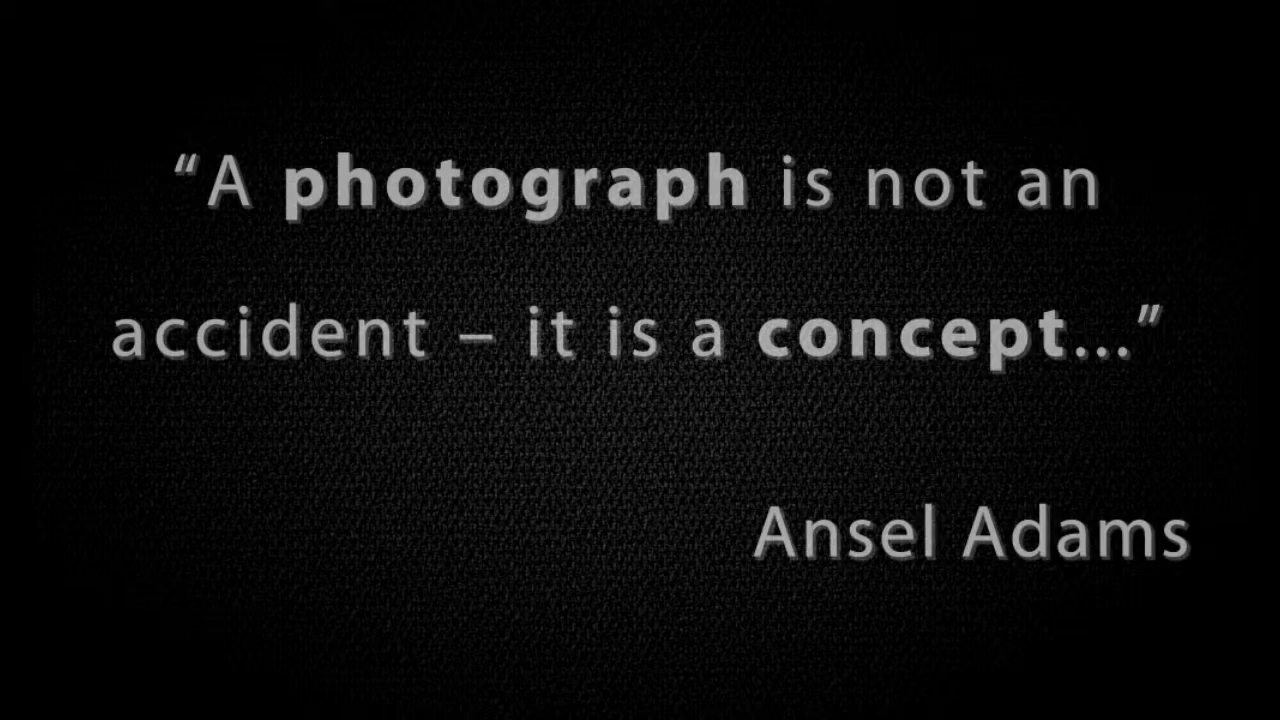 “A photograph is not an
accident – it is a concept...”
Ansel Adams